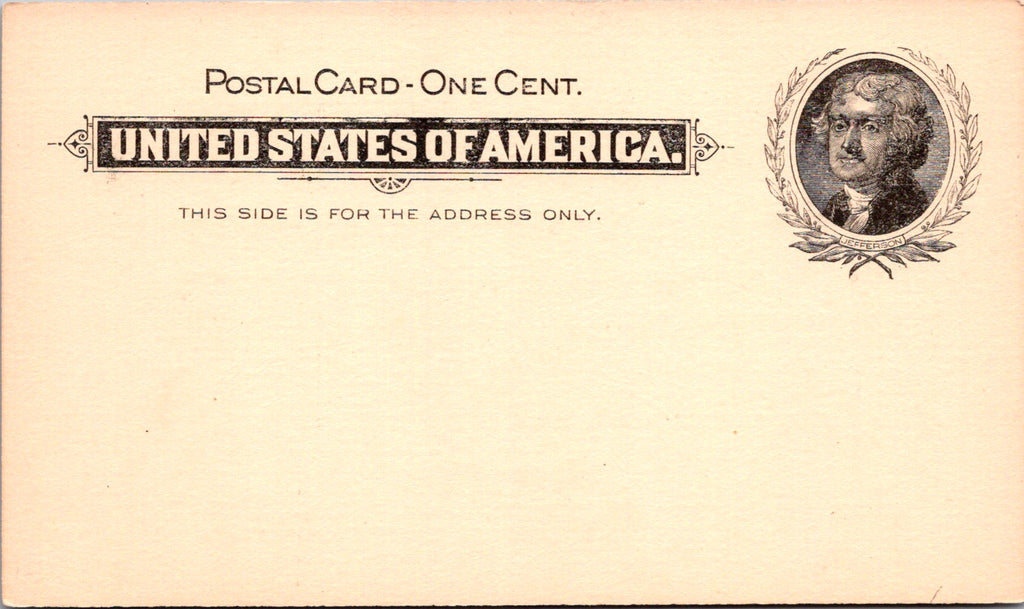 POSTAL CARD - ONE CENT.
UNITED STATES OF AMERICA.
THIS SIDE IS FOR THE ADDRESS ONLY.
JEFFERSON